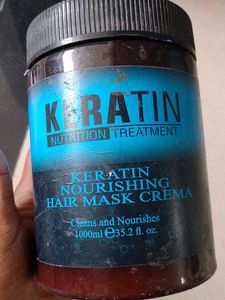 KERATIN
NUTRITION TREATMENT
KERATIN
NOURISHING
HAIR MASK CREMA
Cleans and Nourishes
1000ml ℮ 35.2 fl. oz.